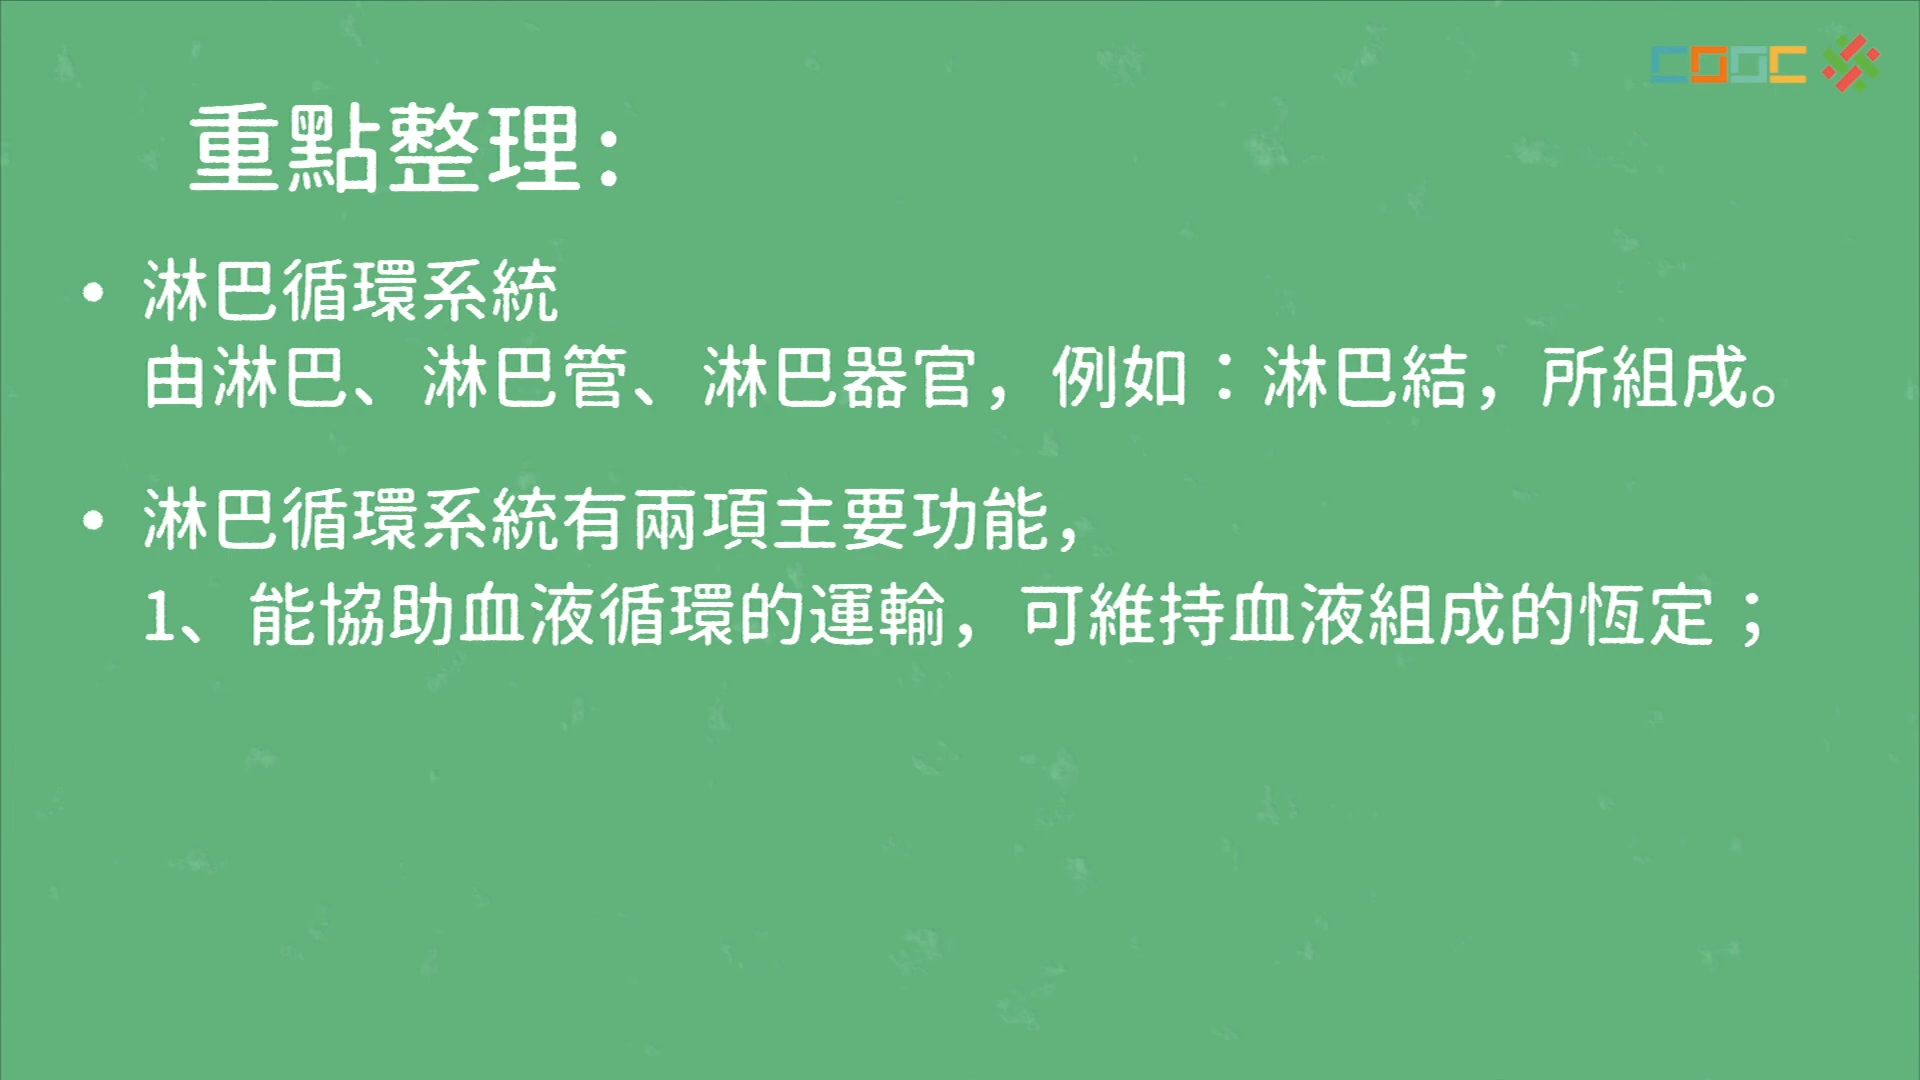 COOC
重點整理：
• 淋巴循環系統
由淋巴、淋巴管、淋巴器官，例如：淋巴結，所組成。
• 淋巴循環系統有兩項主要功能，
1、能協助血液循環的運輸，可維持血液組成的恆定；